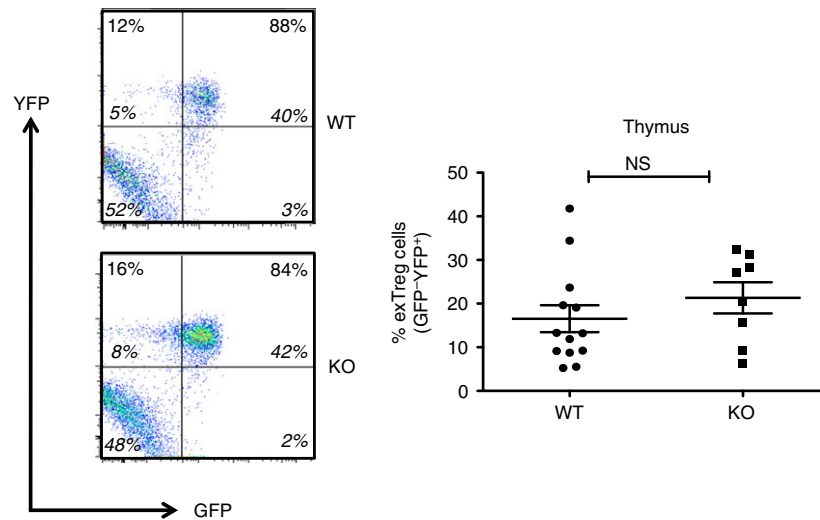 YFP
12% 88%
5% 40%
52% 3%
WT
16% 84%
8% 42%
48% 2%
KO
GFP
Thymus
NS
% exTreg cells
(GFP⁻YFP⁺)
50
40
30
20
10
0
WT KO